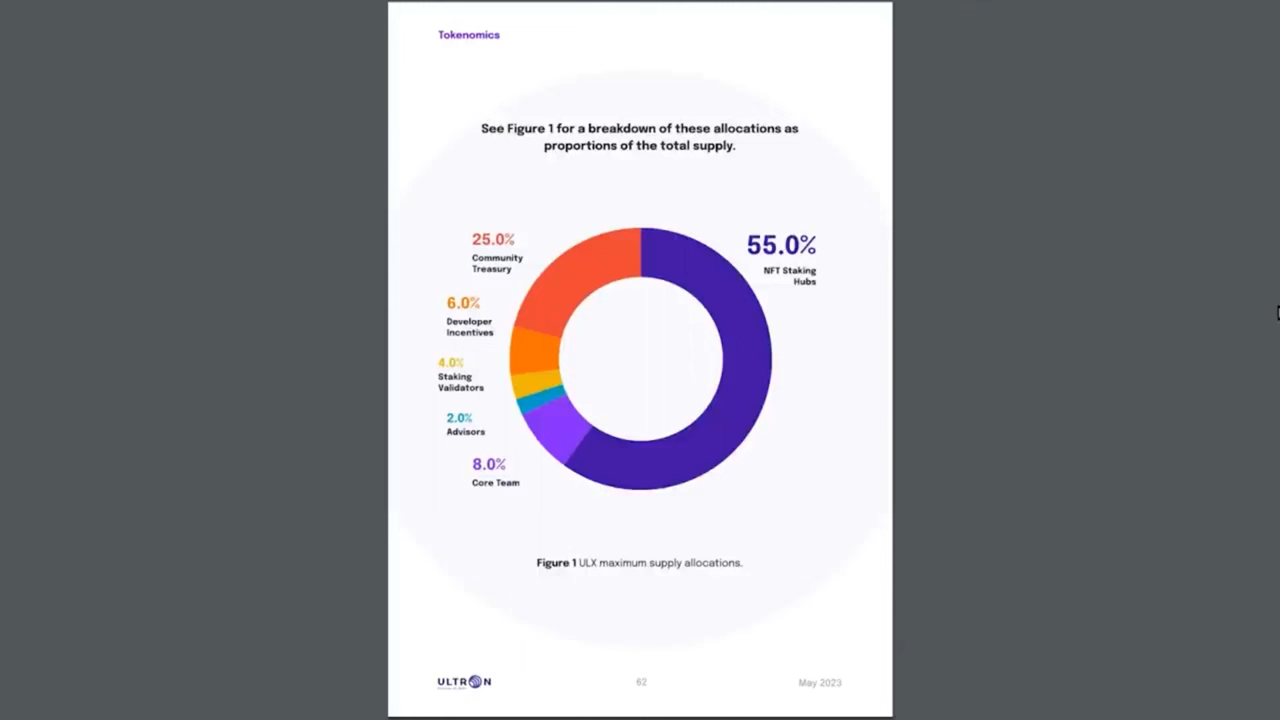 Tokenomics
See Figure 1 for a breakdown of these allocations as
proportions of the total supply.
25.0%
Community
Treasury
55.0%
NFT Staking
Hubs
6.0%
Developer
Incentives
4.0%
Staking
Validators
2.0%
Advisors
8.0%
Core Team
Figure 1 ULX maximum supply allocations.
ULTRON
62
May 2023